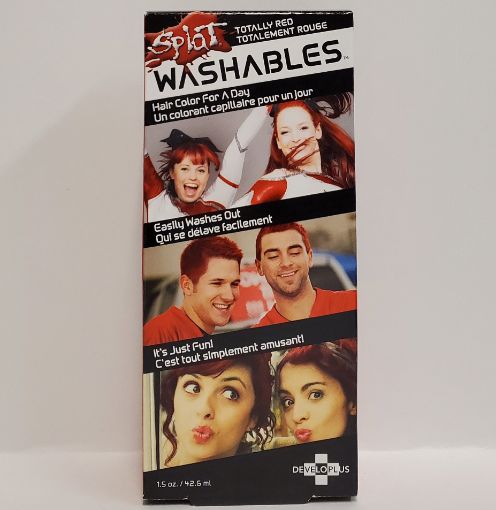 Splat
TOTALLY RED
TOTALEMENT ROUGE
WASHABLES™
Hair Color For A Day
Un colorant capillaire pour un jour
Easily Washes Out
Qui se délave facilement
It's Just Fun!
C'est tout simplement amusant!
DEVELOPLUS
1.5 oz. / 42.6 ml